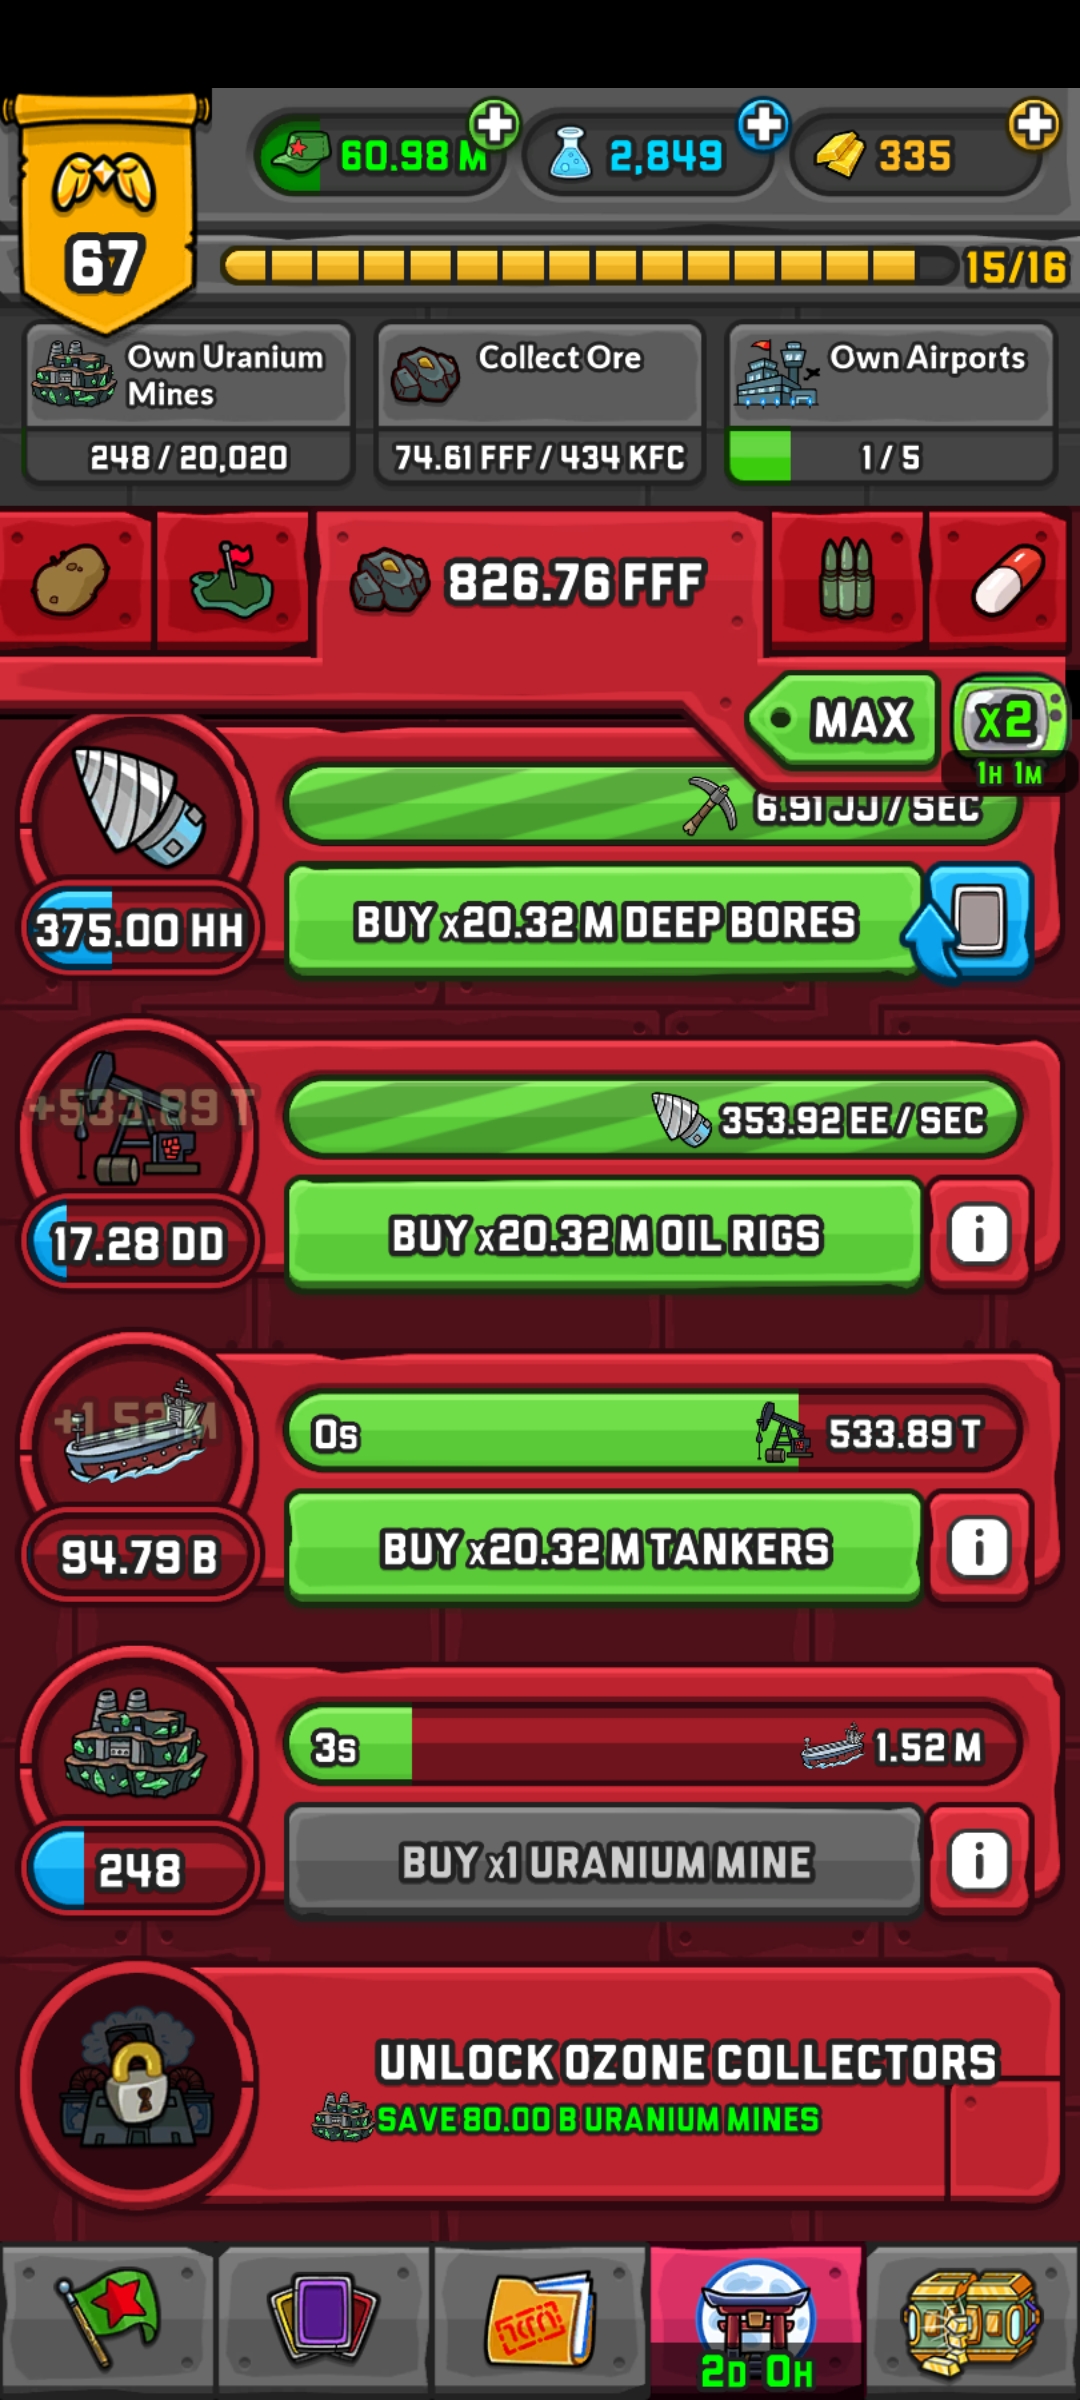 60.98 M
2,849
335
67
15/16
Own Uranium
Mines
248 / 20,020
Collect Ore
74.61 FFF / 434 KFC
Own Airports
1 / 5
826.76 FFF
MAX
x2
1H 1M
6.91 JJ / SEC
375.00 HH
BUY x20.32 M DEEP BORES
+533.89 T
353.92 EE / SEC
17.28 DD
BUY x20.32 M OIL RIGS
i
+1.52 M
0s
533.89 T
94.79 B
BUY x20.32 M TANKERS
i
3s
1.52 M
248
BUY x1 URANIUM MINE
i
UNLOCK OZONE COLLECTORS
SAVE 80.00 B URANIUM MINES
2D 0H